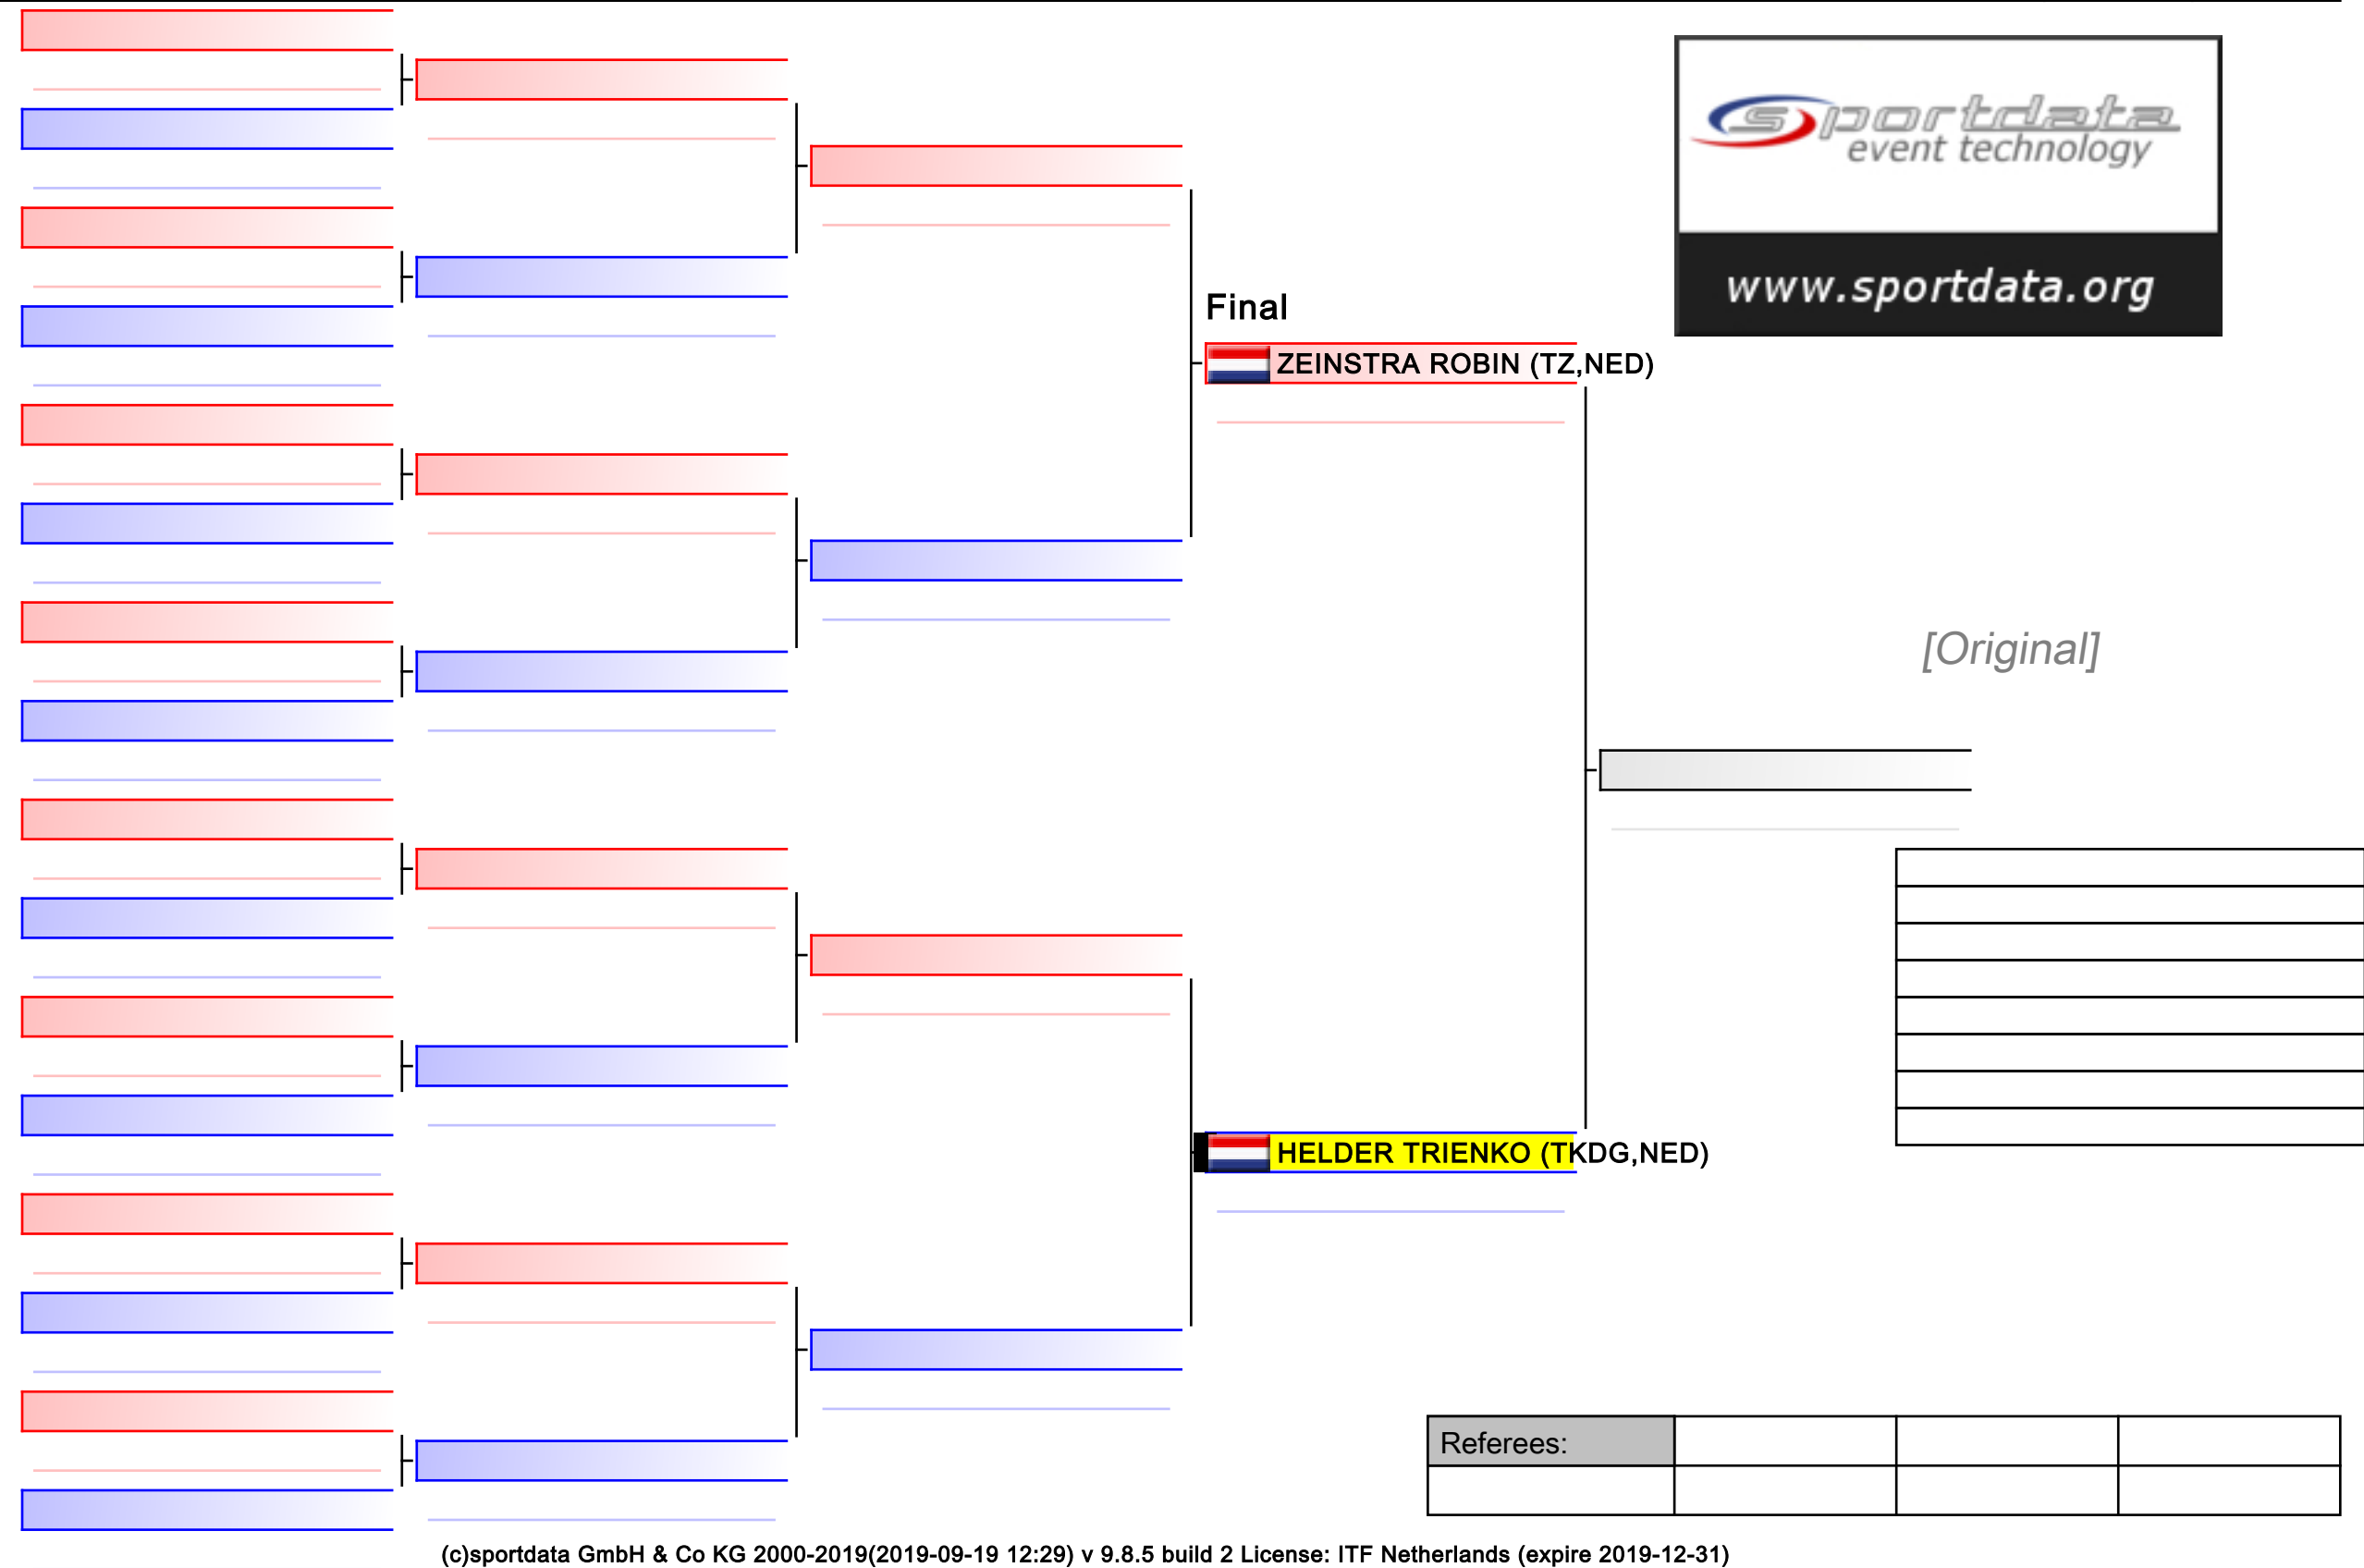 sportdata
event technology
www.sportdata.org
Final
ZEINSTRA ROBIN (TZ,NED)
[Original]
HELDER TRIENKO (TKDG,NED)
Referees:
(c)sportdata GmbH & Co KG 2000-2019(2019-09-19 12:29) v 9.8.5 build 2 License: ITF Netherlands (expire 2019-12-31)